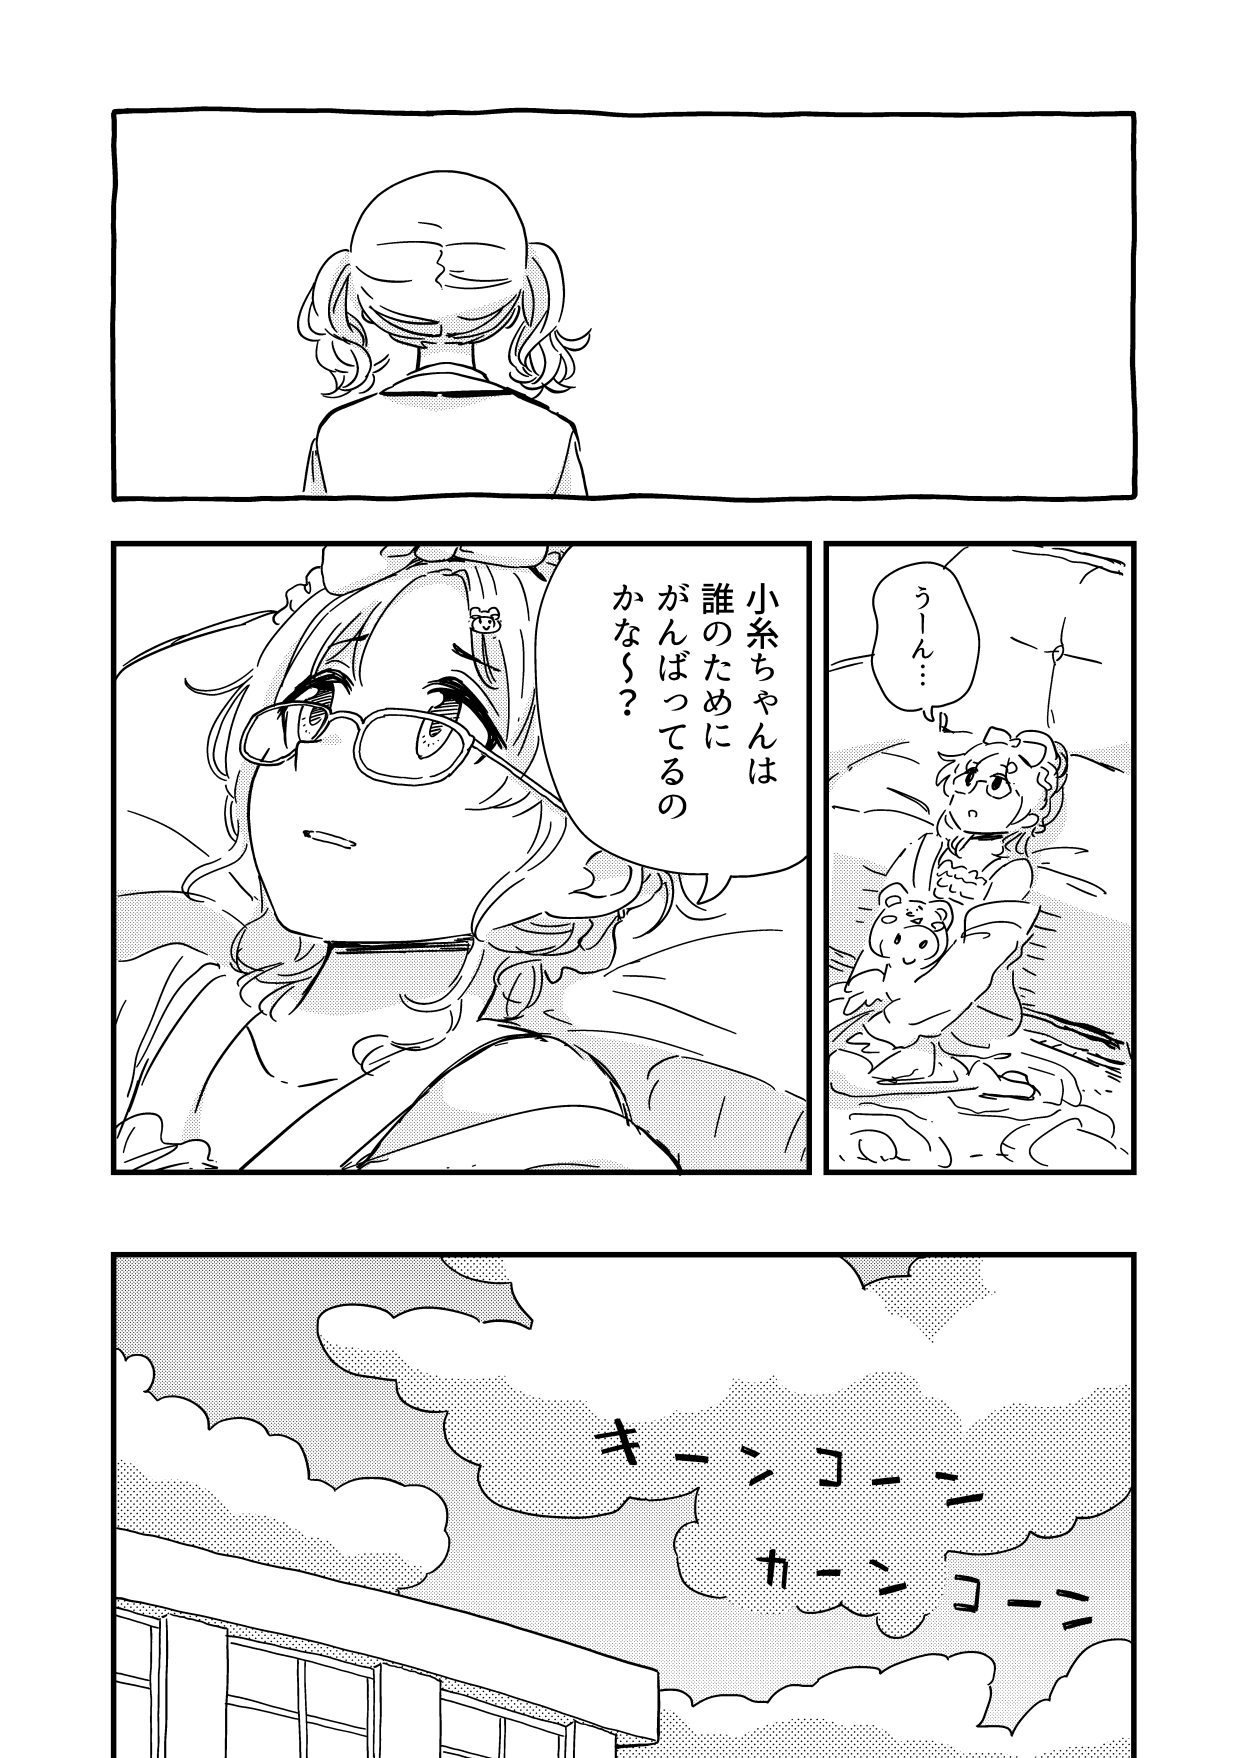 うーん…
小糸ちゃんは
誰のために
がんばってるの
かな〜？
キーンコーン
カーンコーン